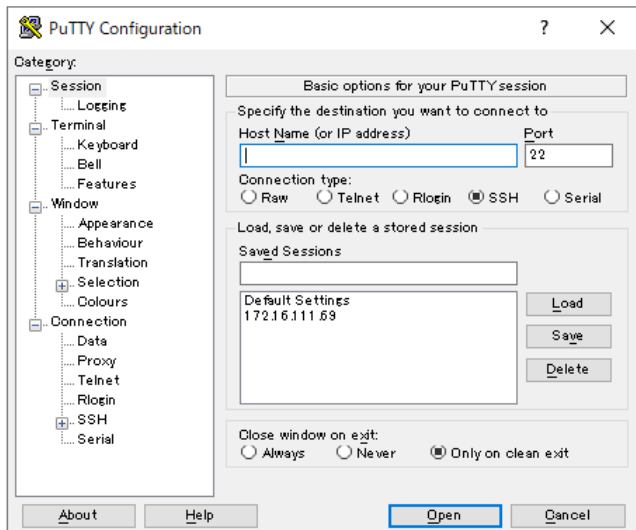 PuTTY Configuration
?
Category:
Session
Logging
Terminal
Keyboard
Bell
Features
Window
Appearance
Behaviour
Translation
Selection
Colours
Connection
Data
Proxy
Telnet
Rlogin
SSH
Serial
Basic options for your PuTTY session
Specify the destination you want to connect to
Host Name (or IP address) Port
22
Connection type:
Raw Telnet Rlogin SSH Serial
Load, save or delete a stored session
Saved Sessions
Default Settings
172.16.111.69
Load
Save
Delete
Close window on exit:
Always Never Only on clean exit
About Help Open Cancel